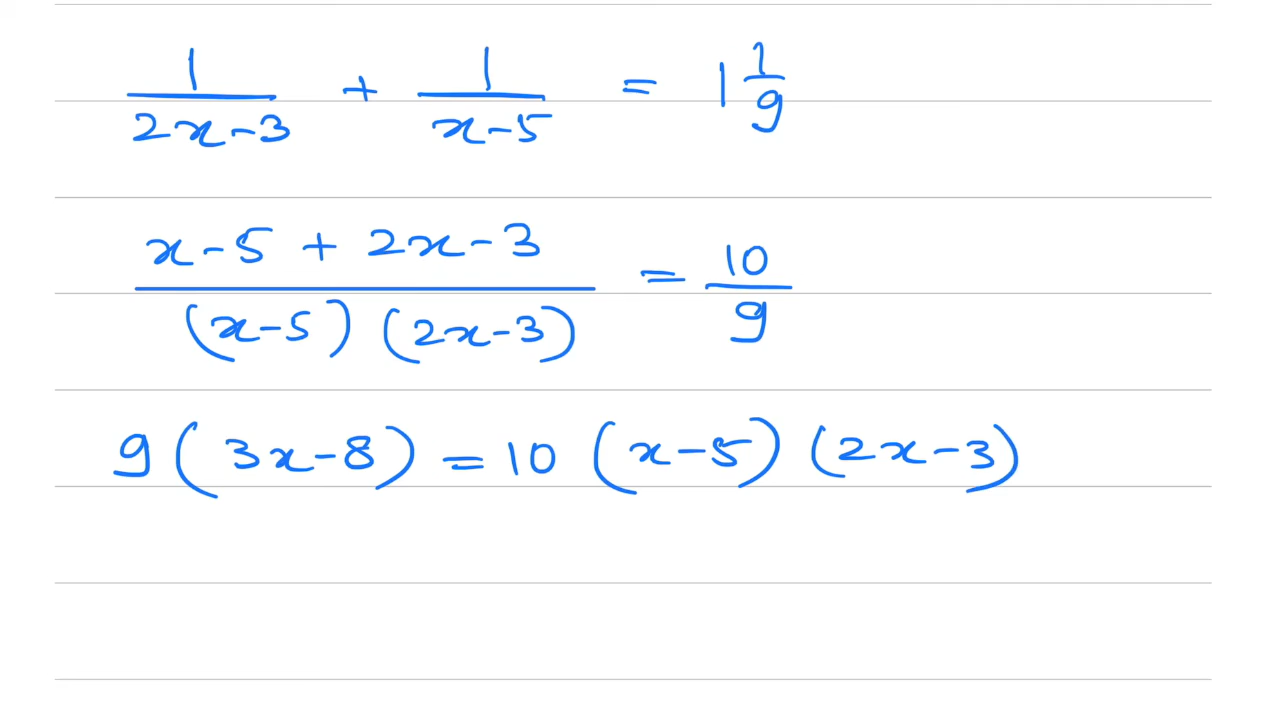 1/(2x-3) + 1/(x-5) = 1 1/9
(x-5 + 2x-3)/((x-5)(2x-3)) = 10/9
9(3x-8) = 10(x-5)(2x-3)